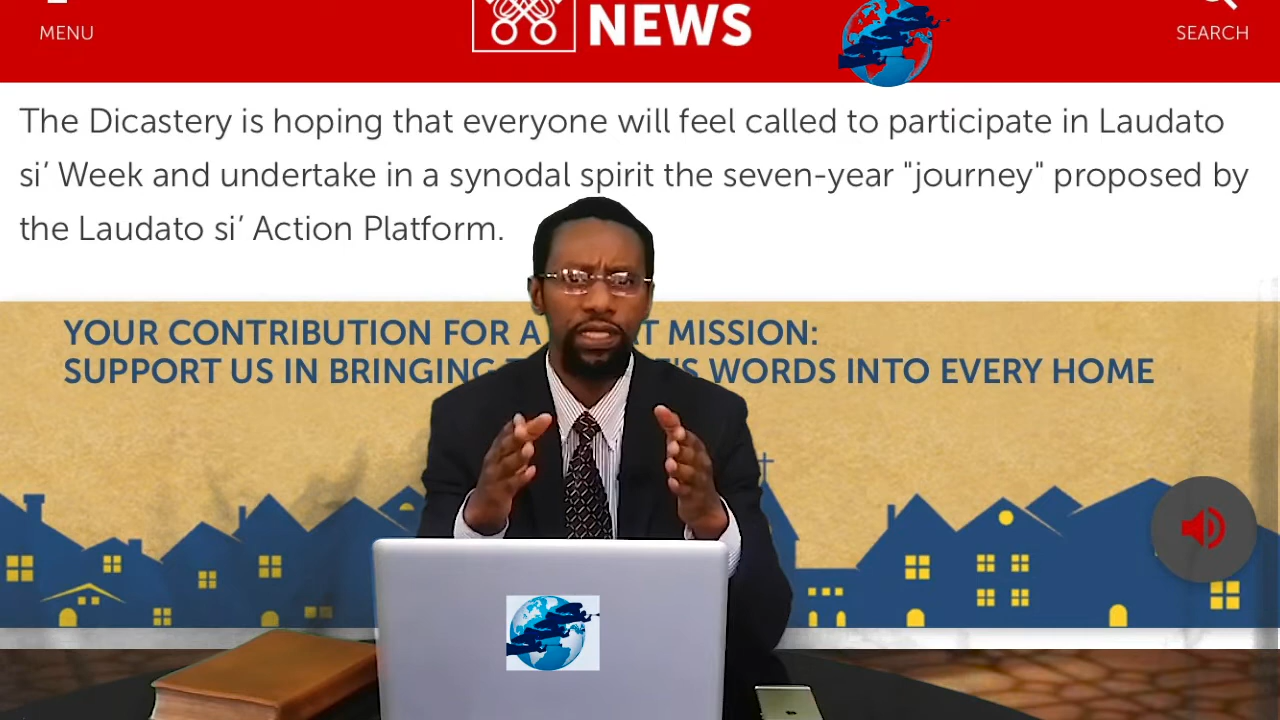 MENU
NEWS
SEARCH
The Dicastery is hoping that everyone will feel called to participate in Laudato
si’ Week and undertake in a synodal spirit the seven-year "journey" proposed by
the Laudato si’ Action Platform.
YOUR CONTRIBUTION FOR A MISSION:
SUPPORT US IN BRINGING WORDS INTO EVERY HOME